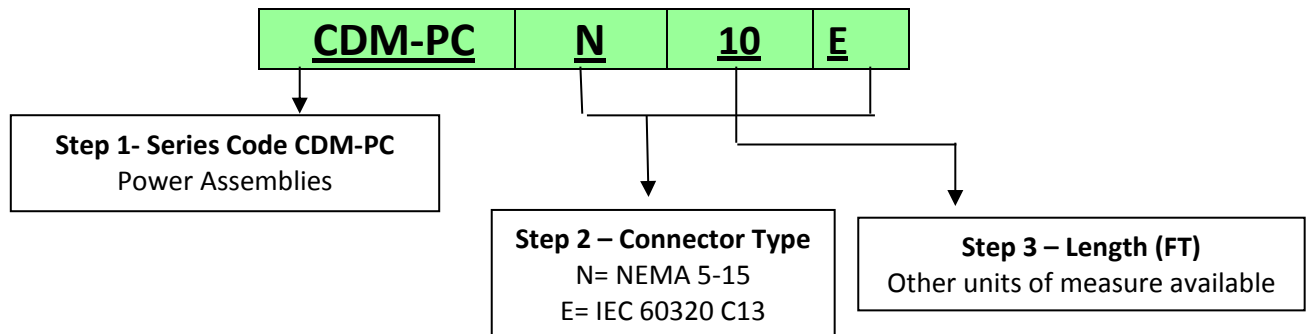 CDM-PC N 10 E
Step 1- Series Code CDM-PC
Power Assemblies
Step 2 – Connector Type
N= NEMA 5-15
E= IEC 60320 C13
Step 3 – Length (FT)
Other units of measure available